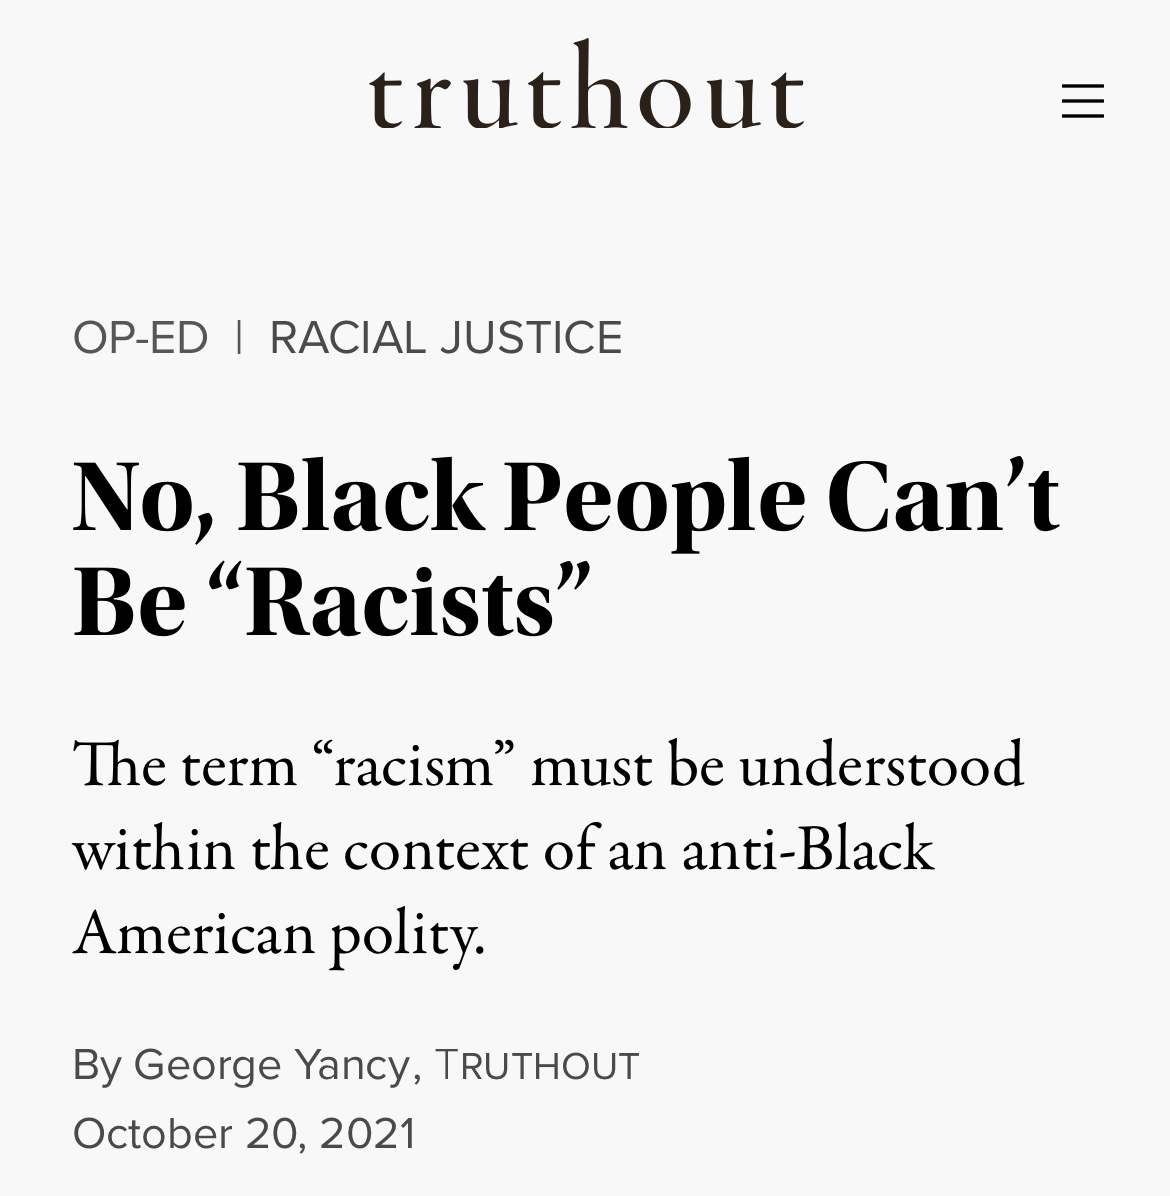 truthout
OP-ED | RACIAL JUSTICE
No, Black People Can’t
Be “Racists”
The term “racism” must be understood
within the context of an anti-Black
American polity.
By George Yancy, TRUTHOUT
October 20, 2021